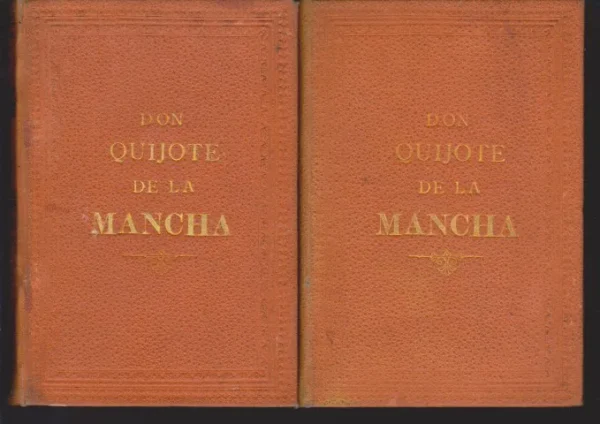 DON
QUIJOTE
DE LA
MANCHA
DON
QUIJOTE
DE LA
MANCHA